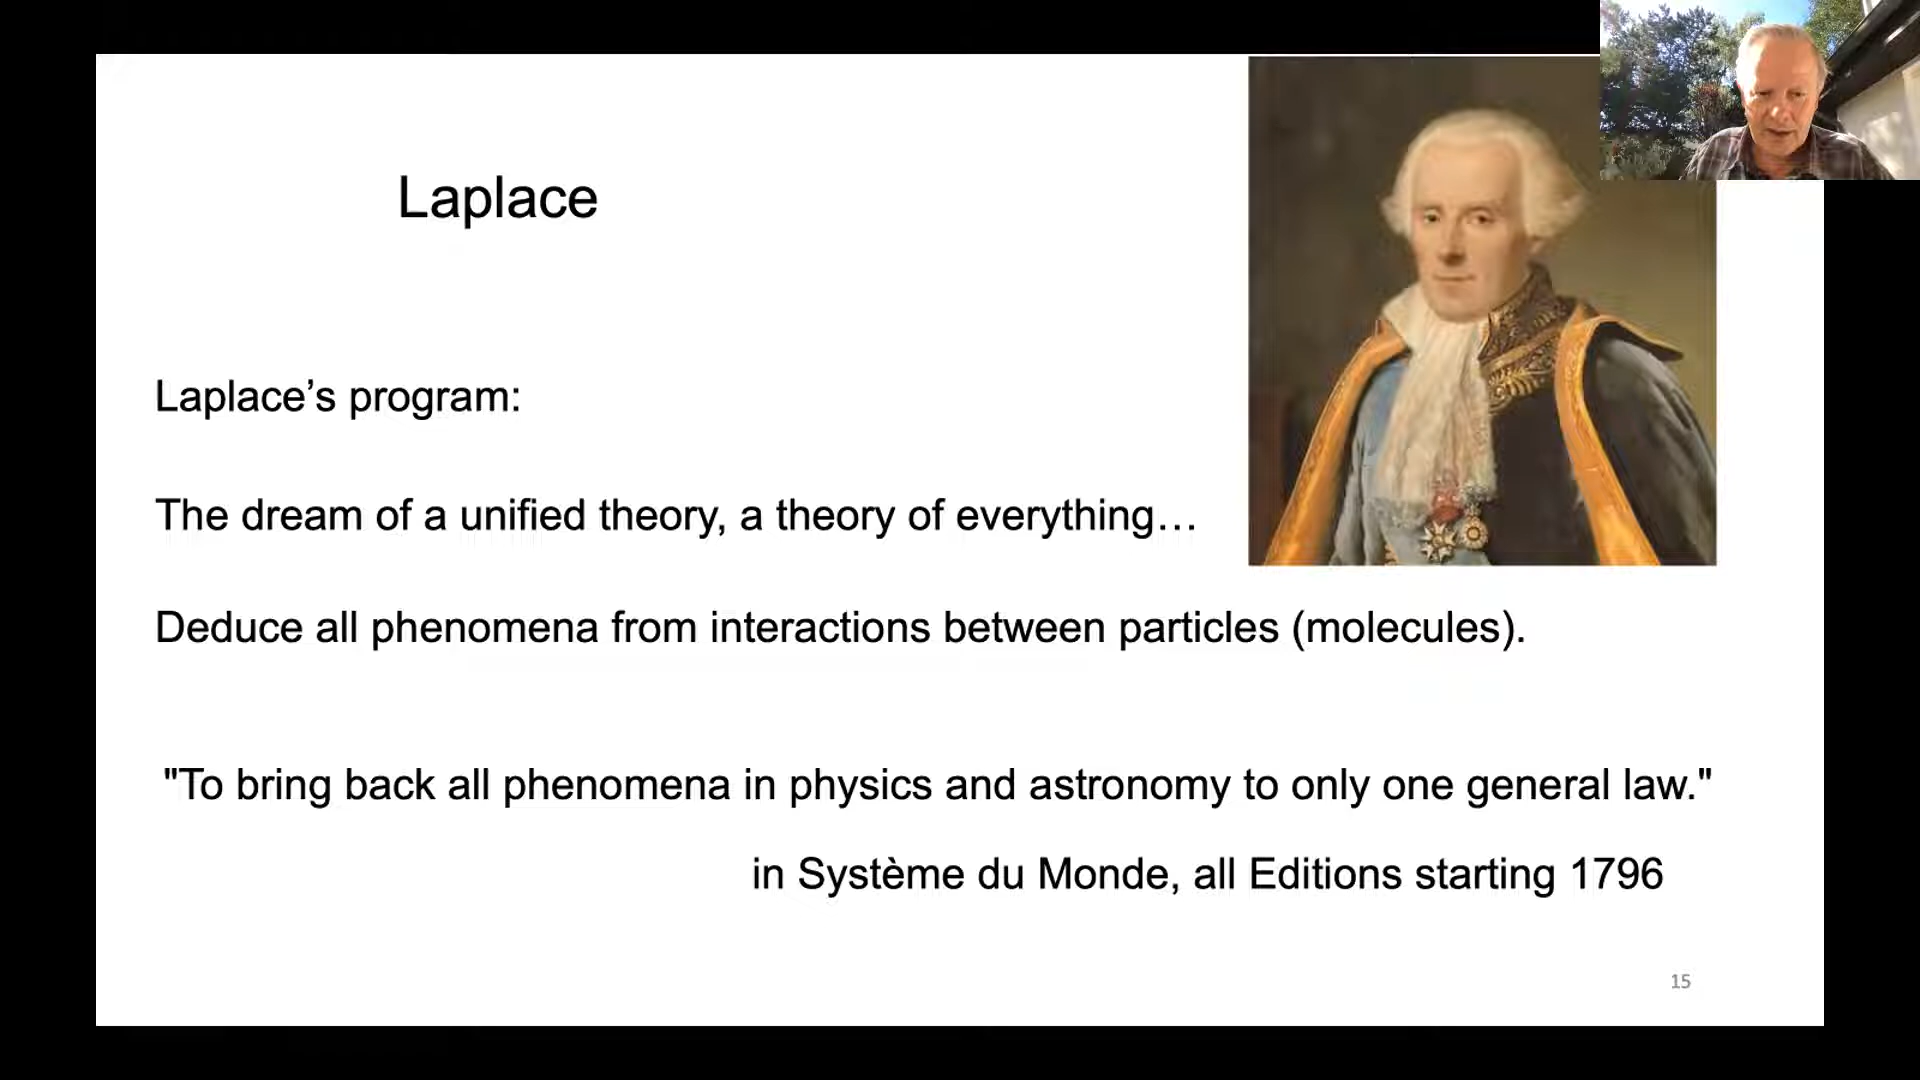 Laplace
Laplace’s program:
The dream of a unified theory, a theory of everything…
Deduce all phenomena from interactions between particles (molecules).
"To bring back all phenomena in physics and astronomy to only one general law."
in Système du Monde, all Editions starting 1796
15